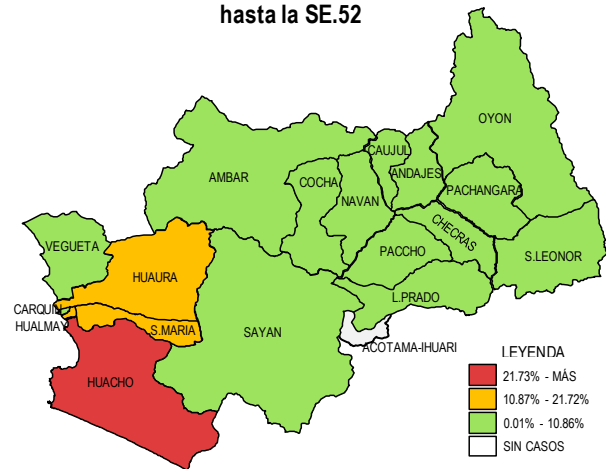 hasta la SE.52
OYON
CAUJUL
AMBAR
COCHA
ANDAJES
NAVAN
PACHANGARA
CHECRAS
VEGUETA
PACCHO
S.LEONOR
HUAURA
L.PRADO
CARQUIN
HUALMAY
S.MARIA
SAYAN
ACOTAMA-IHUARI
HUACHO
LEYENDA
21.73% - MÁS
10.87% - 21.72%
0.01% - 10.86%
SIN CASOS